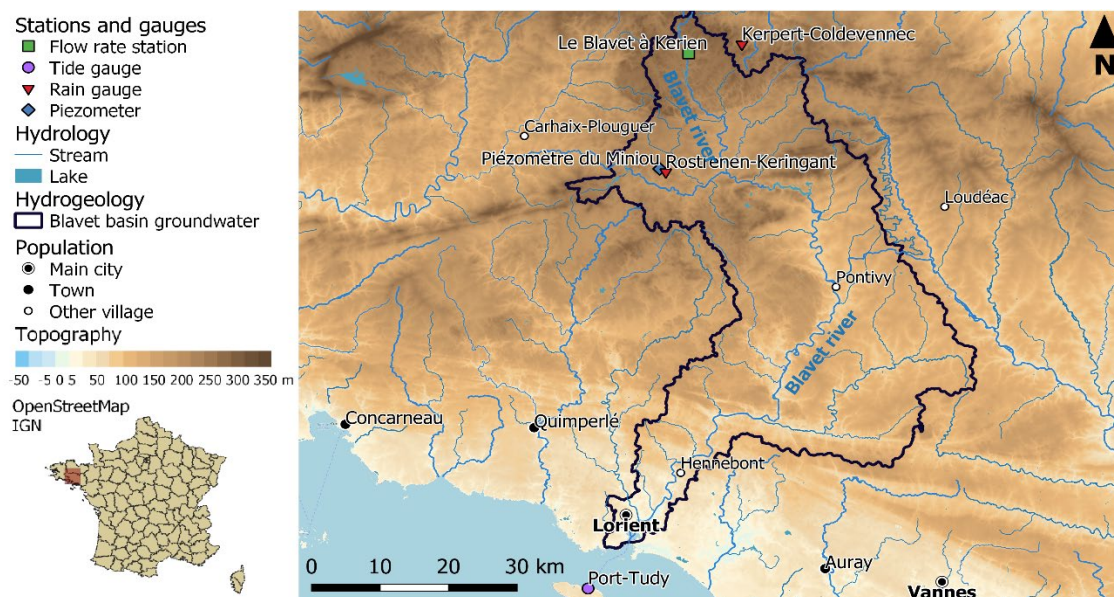 Stations and gauges
Flow rate station
Tide gauge
Rain gauge
Piezometer
Hydrology
Stream
Lake
Hydrogeology
Blavet basin groundwater
Population
Main city
Town
Other village
Topography
-50 -5 0 5 50 100 150 200 250 300 350 m
OpenStreetMap
IGN
Le Blavet à Kerien
Kerpert-Coldevennec
N
Carhaix-Plouguer
Blavet river
Piézomètre du Miniou
Rostrenen-Keringant
Loudéac
Pontivy
Blavet river
Concarneau
Quimperlé
Hennebont
Lorient
0 10 20 30 km
Port-Tudy
Auray
Vannes